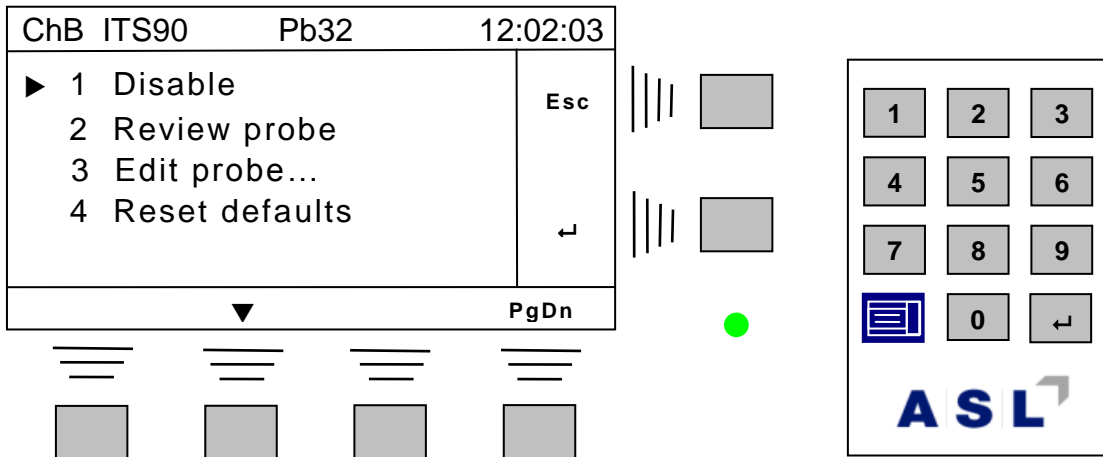 ChB ITS90 Pb32 12:02:03
▶ 1 Disable
2 Review probe
3 Edit probe...
4 Reset defaults
Esc
↵
▼ PgDn
1 2 3
4 5 6
7 8 9
0 ↵
ASL